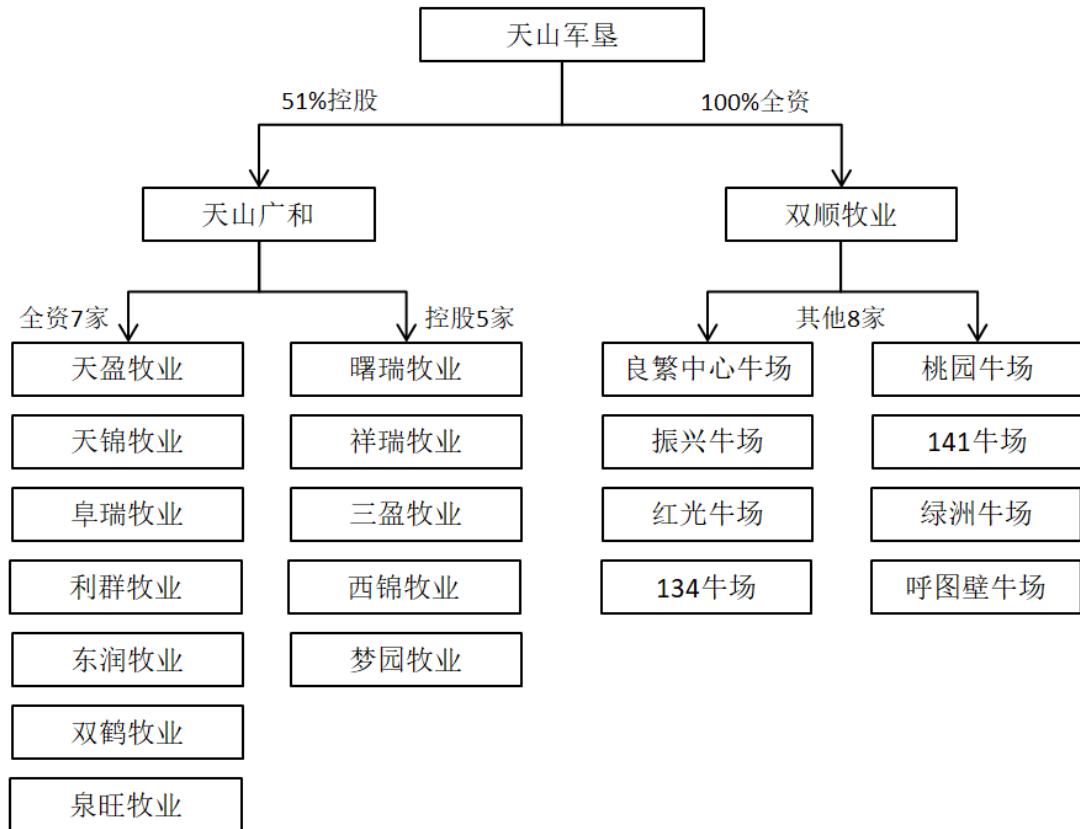 天山军垦
51%控股
100%全资
天山广和
双顺牧业
全资7家
控股5家
其他8家
天盈牧业
曙瑞牧业
良繁中心牛场
桃园牛场
天锦牧业
祥瑞牧业
振兴牛场
141牛场
阜瑞牧业
三盈牧业
红光牛场
绿洲牛场
利群牧业
西锦牧业
134牛场
呼图壁牛场
东润牧业
梦园牧业
双鹤牧业
泉旺牧业